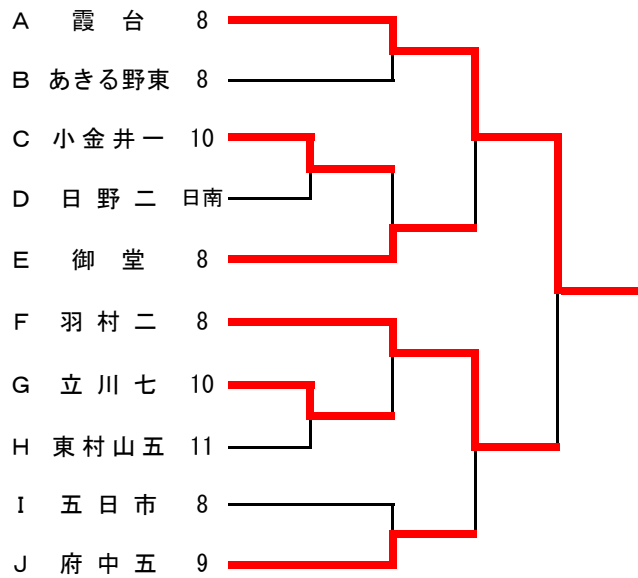 A 霞台 8
B あきる野東 8
C 小金井一 10
D 日野二 日南
E 御堂 8
F 羽村二 8
G 立川七 10
H 東村山五 11
I 五日市 8
J 府中五 9